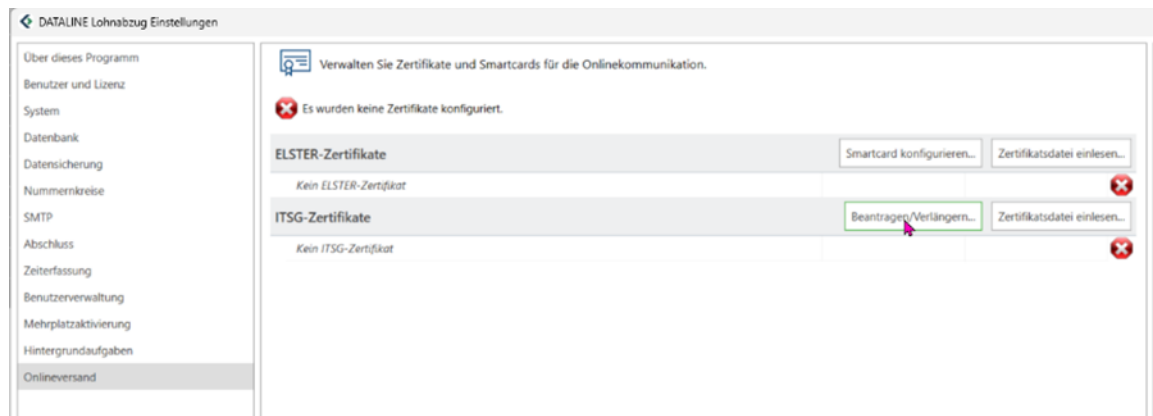 DATALINE Lohnabzug Einstellungen
Über dieses Programm
Benutzer und Lizenz
System
Datenbank
Datensicherung
Nummernkreise
SMTP
Abschluss
Zeiterfassung
Benutzerverwaltung
Mehrplatzaktivierung
Hintergrundaufgaben
Onlineversand
Verwalten Sie Zertifikate und Smartcards für die Onlinekommunikation.
Es wurden keine Zertifikate konfiguriert.
ELSTER-Zertifikate Smartcard konfigurieren... Zertifikatsdatei einlesen...
Kein ELSTER-Zertifikat
ITSG-Zertifikate Beantragen/Verlängern... Zertifikatsdatei einlesen...
Kein ITSG-Zertifikat